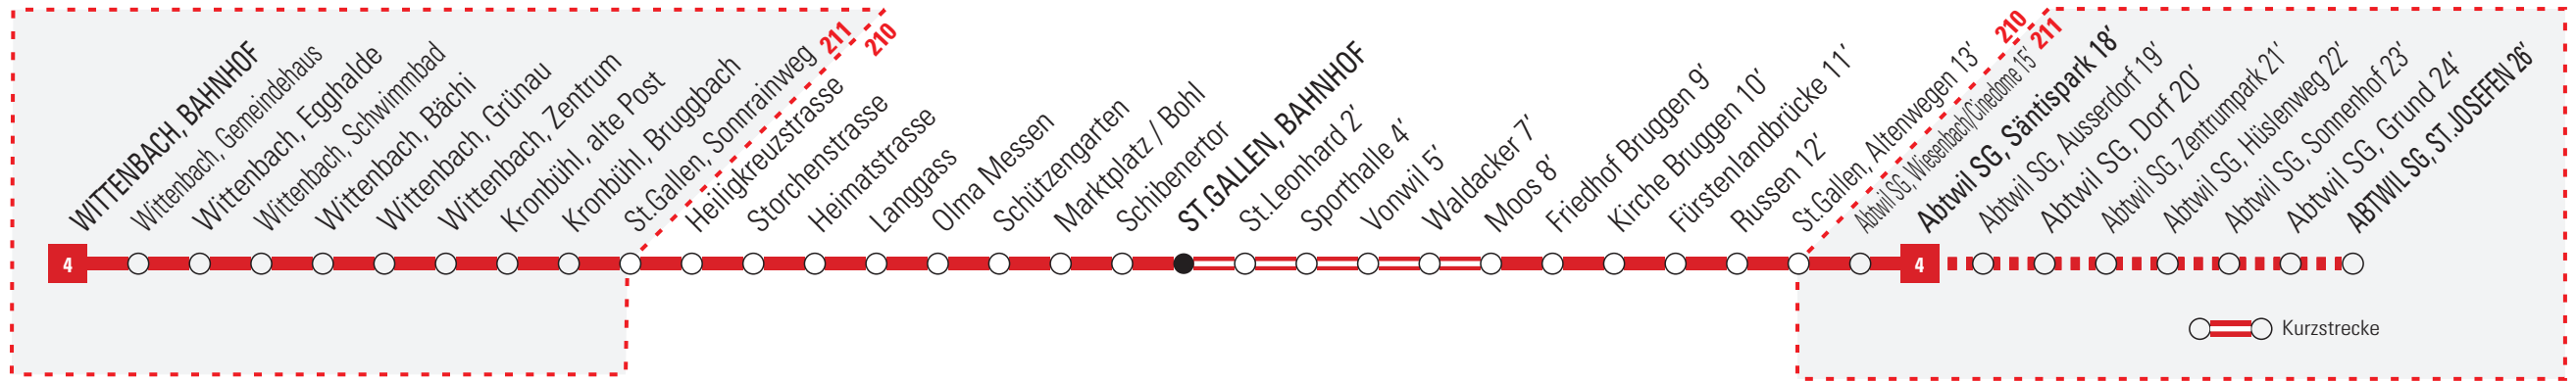 WITTENBACH, BAHNHOF
Wittenbach, Gemeindehaus
Wittenbach, Egghalde
Wittenbach, Schwimmbad
Wittenbach, Bächi
Wittenbach, Grünau
Wittenbach, Zentrum
Kronbühl, alte Post
Kronbühl, Bruggbach
St.Gallen, Sonnrainweg
211
210
Heiligkreuzstrasse
Storchenstrasse
Heimatstrasse
Langgass
Olma Messen
Schützengarten
Marktplatz / Bohl
Schibenertor
ST.GALLEN, BAHNHOF
St.Leonhard 2’
Sporthalle 4’
Vonwil 5’
Waldacker 7’
Moos 8’
Friedhof Bruggen 9’
Kirche Bruggen 10’
Fürstenlandbrücke 11’
Russen 12’
St.Gallen, Altenwegen 13’
210
211
Abtwil SG, Wiesenbach/Cinedome 15’
Abtwil SG, Säntispark 18’
Abtwil SG, Ausserdorf 19’
Abtwil SG, Dorf 20’
Abtwil SG, Zentrumpark 21’
Abtwil SG, Hüslenweg 22’
Abtwil SG, Sonnenhof 23’
Abtwil SG, Grund 24’
ABTWIL SG, ST.JOSEFEN 26’
4
4
Kurzstrecke